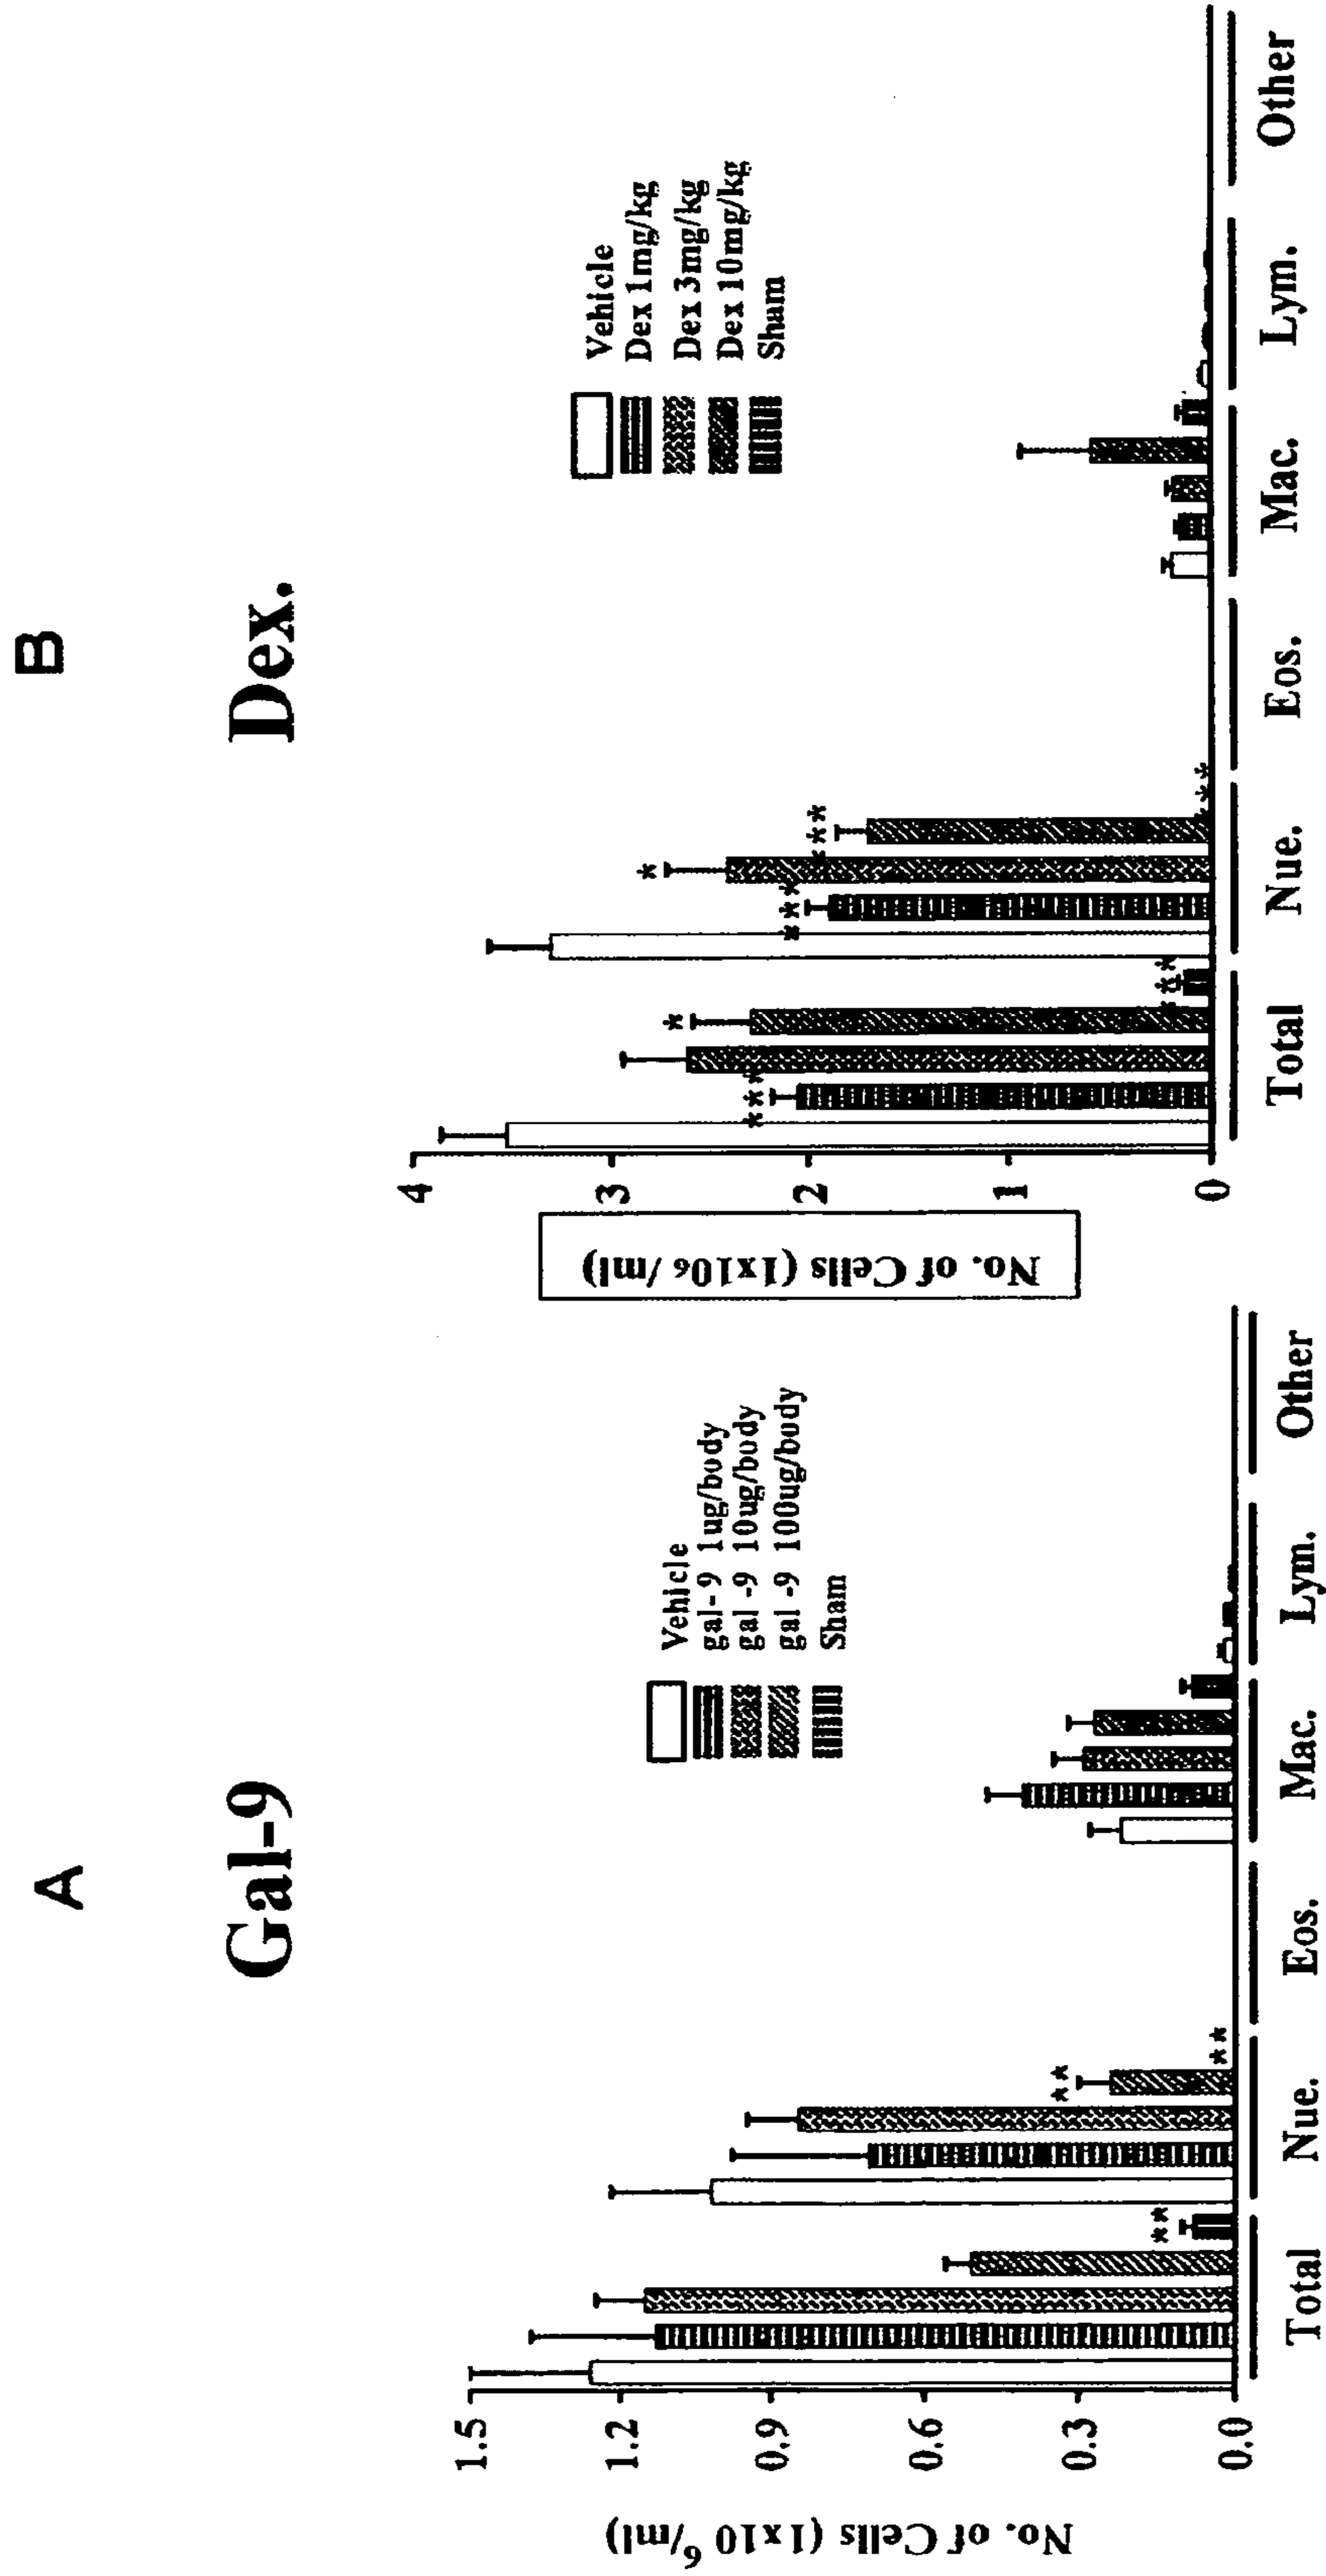 A
Gal-9
No. of Cells (1x10 6/ml)
1.5
1.2
0.9
0.6
0.3
0.0
Vehicle
gal-9 1ug/body
gal-9 10ug/body
gal-9 100ug/body
Sham
**
**
**
Total
Nue.
Eos.
Mac.
Lym.
Other
B
Dex.
No. of Cells (1x106 /ml)
4
3
2
1
0
Vehicle
Dex 1mg/kg
Dex 3mg/kg
Dex 10mg/kg
Sham
***
*
***
***
*
***
Total
Nue.
Eos.
Mac.
Lym.
Other